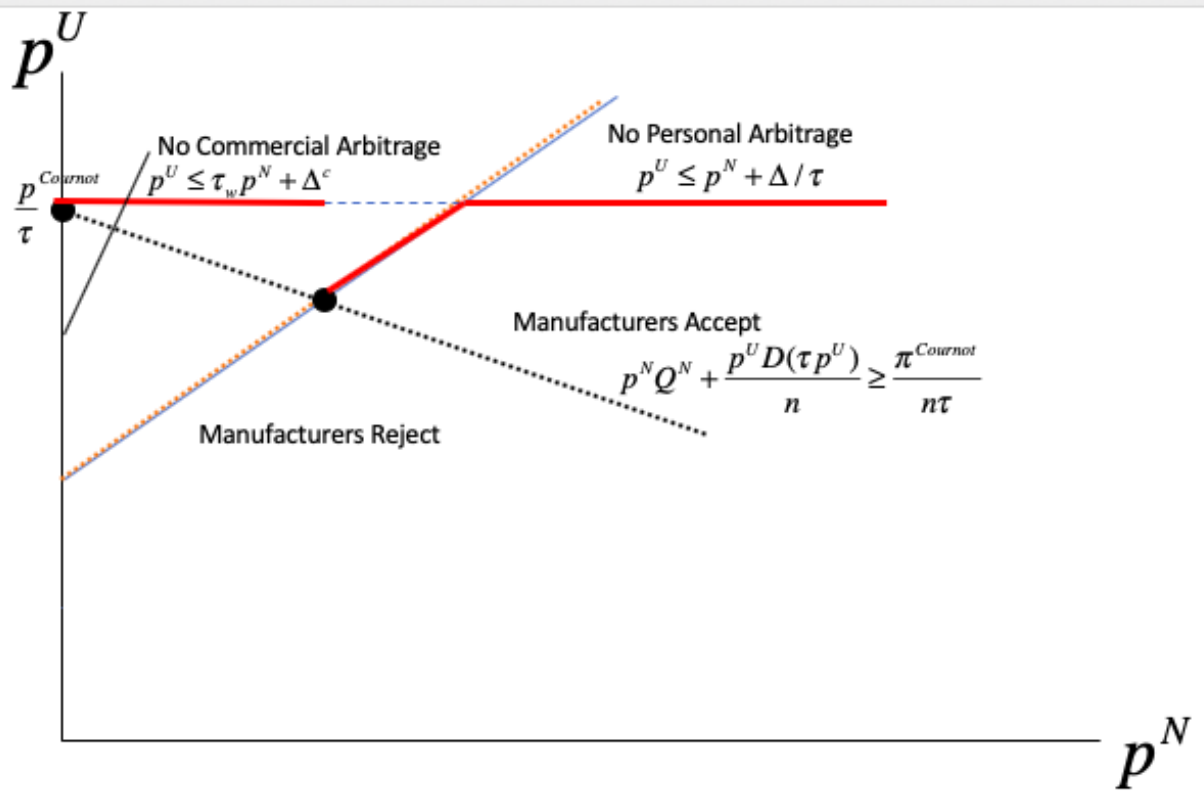 p^U
No Commercial Arbitrage
p^U ≤ τ_w p^N + Δ^c
No Personal Arbitrage
p^U ≤ p^N + Δ / τ
p^Cournot / τ
Manufacturers Accept
p^N Q^N + p^U D(τ p^U) / n ≥ π^Cournot / nτ
Manufacturers Reject
p^N